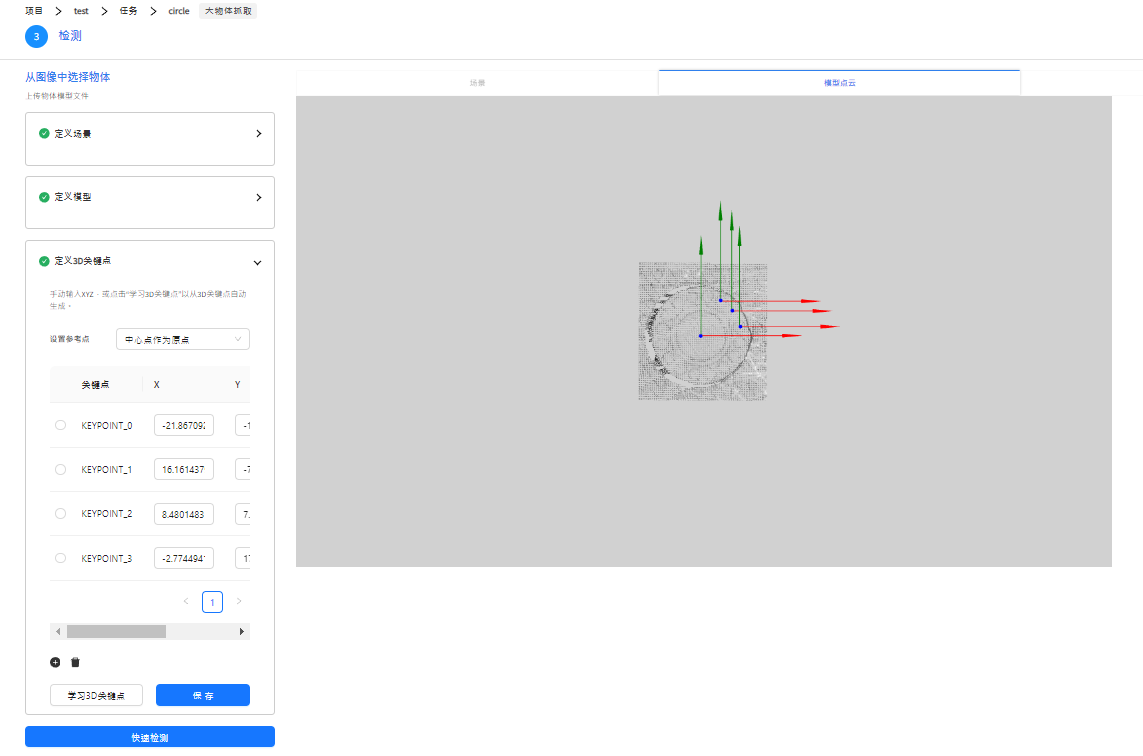 项目 test 任务 circle 大物体抓取
3 检测
从图像中选择物体
上传物体模型文件
场景 模型点云
定义场景
定义模型
定义3D关键点
手动输入XYZ，或点击“学习3D关键点”以从3D关键点自动
生成。
设置参考点 中心点作为原点
关键点 X Y
KEYPOINT_0 -21.86709 -1
KEYPOINT_1 16.161437 -7
KEYPOINT_2 8.4801483 7.
KEYPOINT_3 -2.774494 17
1
学习3D关键点 保存
快速检测